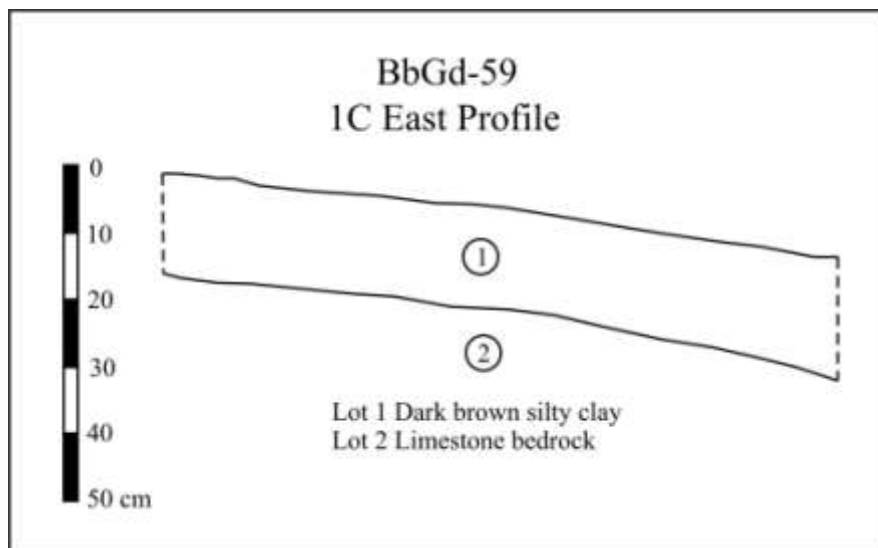 BbGd-59
1C East Profile
0
10
20
30
40
50 cm
1
2
Lot 1 Dark brown silty clay
Lot 2 Limestone bedrock